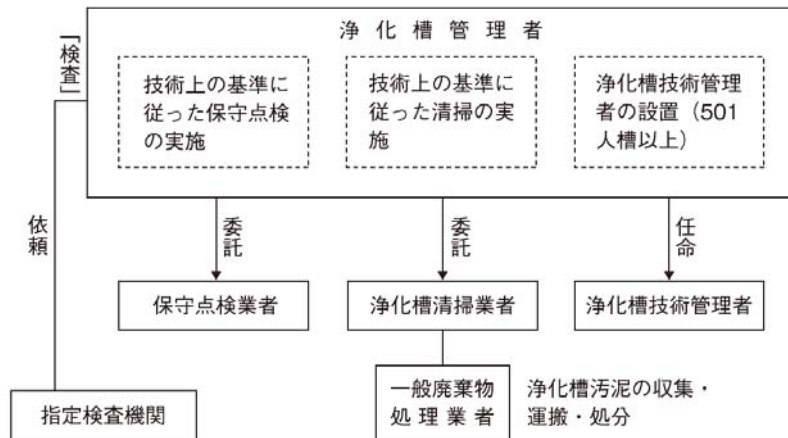 浄化槽管理者
「検査」
技術上の基準に
従った保守点検
の実施
技術上の基準に
従った清掃の実
施
浄化槽技術管理
者の設置（501
人槽以上）
依頼
委託
委託
任命
保守点検業者
浄化槽清掃業者
浄化槽技術管理者
指定検査機関
一般廃棄物
処理業者
浄化槽汚泥の収集・
運搬・処分